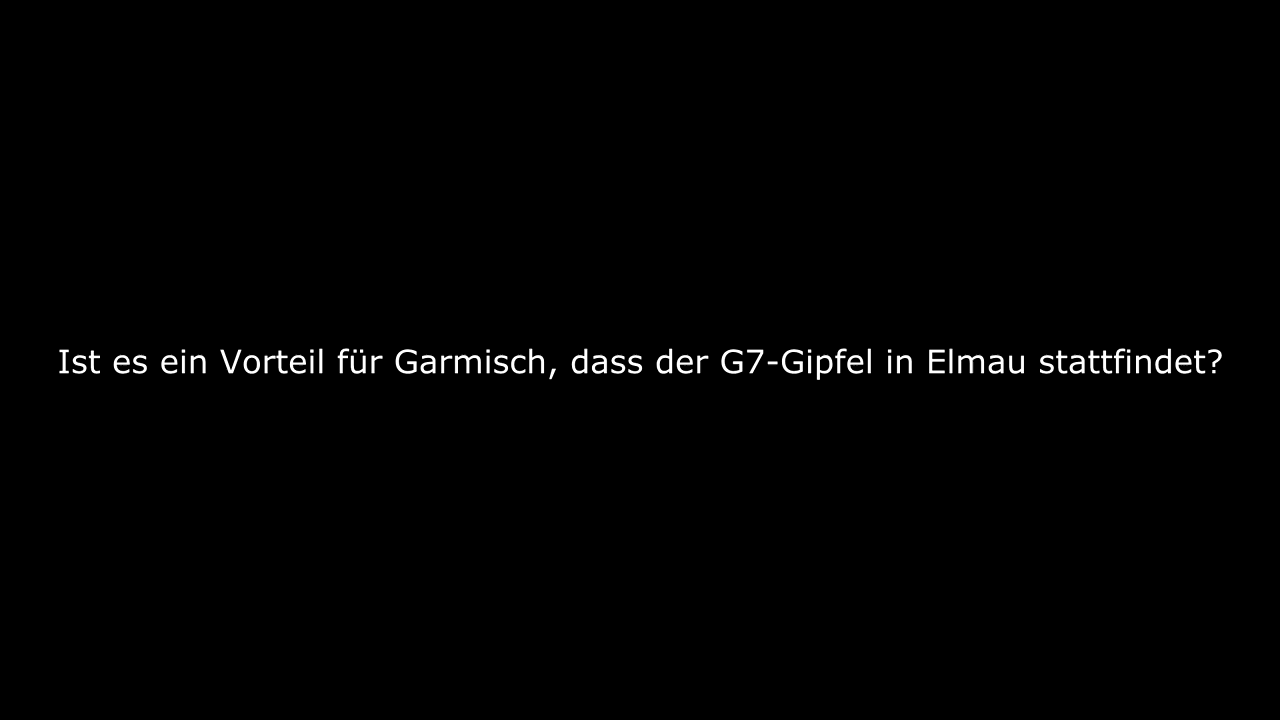 Ist es ein Vorteil für Garmisch, dass der G7-Gipfel in Elmau stattfindet?